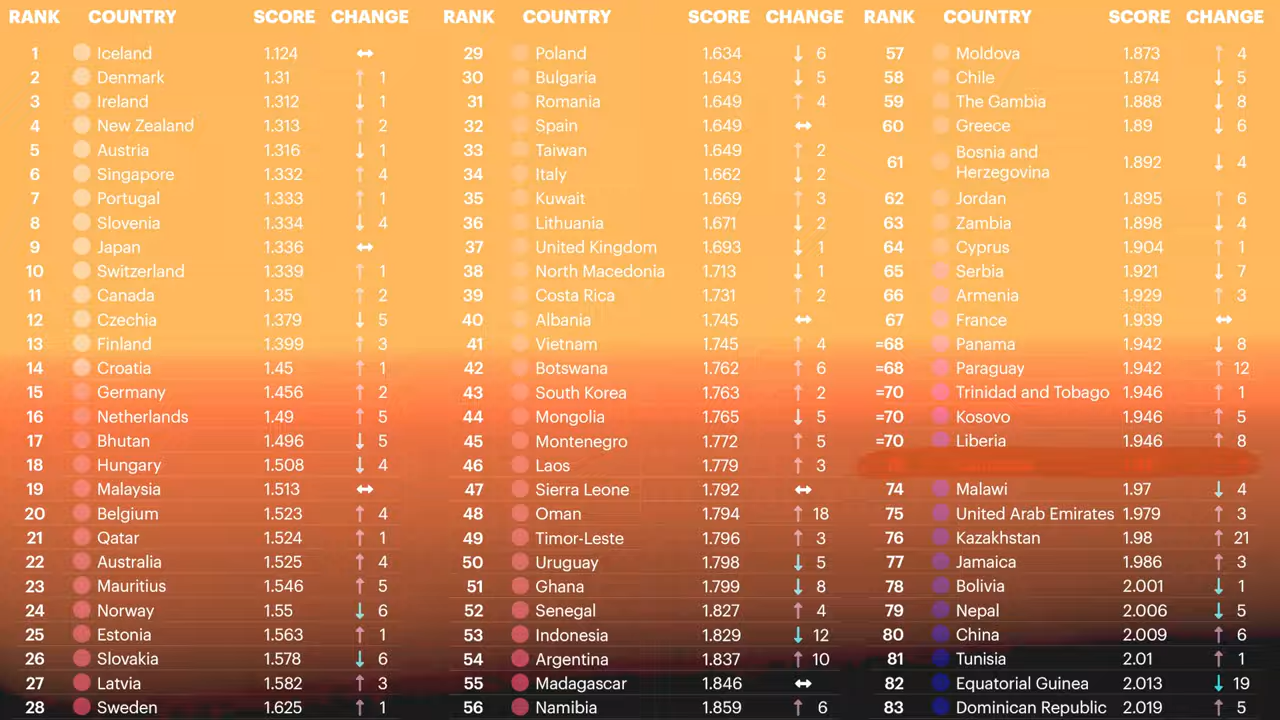 RANK COUNTRY SCORE CHANGE
1 Iceland 1.124 ↔
2 Denmark 1.31 ↑ 1
3 Ireland 1.312 ↓ 1
4 New Zealand 1.313 ↑ 2
5 Austria 1.316 ↓ 1
6 Singapore 1.332 ↑ 4
7 Portugal 1.333 ↑ 1
8 Slovenia 1.334 ↓ 4
9 Japan 1.336 ↔
10 Switzerland 1.339 ↑ 1
11 Canada 1.35 ↑ 2
12 Czechia 1.379 ↓ 5
13 Finland 1.399 ↑ 3
14 Croatia 1.45 ↑ 1
15 Germany 1.456 ↑ 2
16 Netherlands 1.49 ↑ 5
17 Bhutan 1.496 ↓ 5
18 Hungary 1.508 ↓ 4
19 Malaysia 1.513 ↔
20 Belgium 1.523 ↑ 4
21 Qatar 1.524 ↑ 1
22 Australia 1.525 ↑ 4
23 Mauritius 1.546 ↑ 5
24 Norway 1.55 ↓ 6
25 Estonia 1.563 ↑ 1
26 Slovakia 1.578 ↓ 6
27 Latvia 1.582 ↑ 3
28 Sweden 1.625 ↑ 1
RANK COUNTRY SCORE CHANGE
29 Poland 1.634 ↓ 6
30 Bulgaria 1.643 ↓ 5
31 Romania 1.649 ↑ 4
32 Spain 1.649 ↔
33 Taiwan 1.649 ↑ 2
34 Italy 1.662 ↓ 2
35 Kuwait 1.669 ↑ 3
36 Lithuania 1.671 ↓ 2
37 United Kingdom 1.693 ↓ 1
38 North Macedonia 1.713 ↓ 1
39 Costa Rica 1.731 ↑ 2
40 Albania 1.745 ↔
41 Vietnam 1.745 ↑ 4
42 Botswana 1.762 ↑ 6
43 South Korea 1.763 ↑ 2
44 Mongolia 1.765 ↓ 5
45 Montenegro 1.772 ↑ 5
46 Laos 1.779 ↑ 3
47 Sierra Leone 1.792 ↔
48 Oman 1.794 ↑ 18
49 Timor-Leste 1.796 ↑ 3
50 Uruguay 1.798 ↓ 5
51 Ghana 1.799 ↓ 8
52 Senegal 1.827 ↑ 4
53 Indonesia 1.829 ↓ 12
54 Argentina 1.837 ↑ 10
55 Madagascar 1.846 ↔
56 Namibia 1.859 ↑ 6
RANK COUNTRY SCORE CHANGE
57 Moldova 1.873 ↑ 4
58 Chile 1.874 ↓ 5
59 The Gambia 1.888 ↓ 8
60 Greece 1.89 ↓ 6
61 Bosnia and
Herzegovina 1.892 ↓ 4
62 Jordan 1.895 ↑ 6
63 Zambia 1.898 ↓ 4
64 Cyprus 1.904 ↑ 1
65 Serbia 1.921 ↓ 7
66 Armenia 1.929 ↑ 3
67 France 1.939 ↔
=68 Panama 1.942 ↓ 8
=68 Paraguay 1.942 ↑ 12
=70 Trinidad and Tobago 1.946 ↑ 1
=70 Kosovo 1.946 ↑ 5
=70 Liberia 1.946 ↑ 8
74 Malawi 1.97 ↓ 4
75 United Arab Emirates 1.979 ↑ 3
76 Kazakhstan 1.98 ↑ 21
77 Jamaica 1.986 ↑ 3
78 Bolivia 2.001 ↓ 1
79 Nepal 2.006 ↓ 5
80 China 2.009 ↑ 6
81 Tunisia 2.01 ↑ 1
82 Equatorial Guinea 2.013 ↓ 19
83 Dominican Republic 2.019 ↑ 5